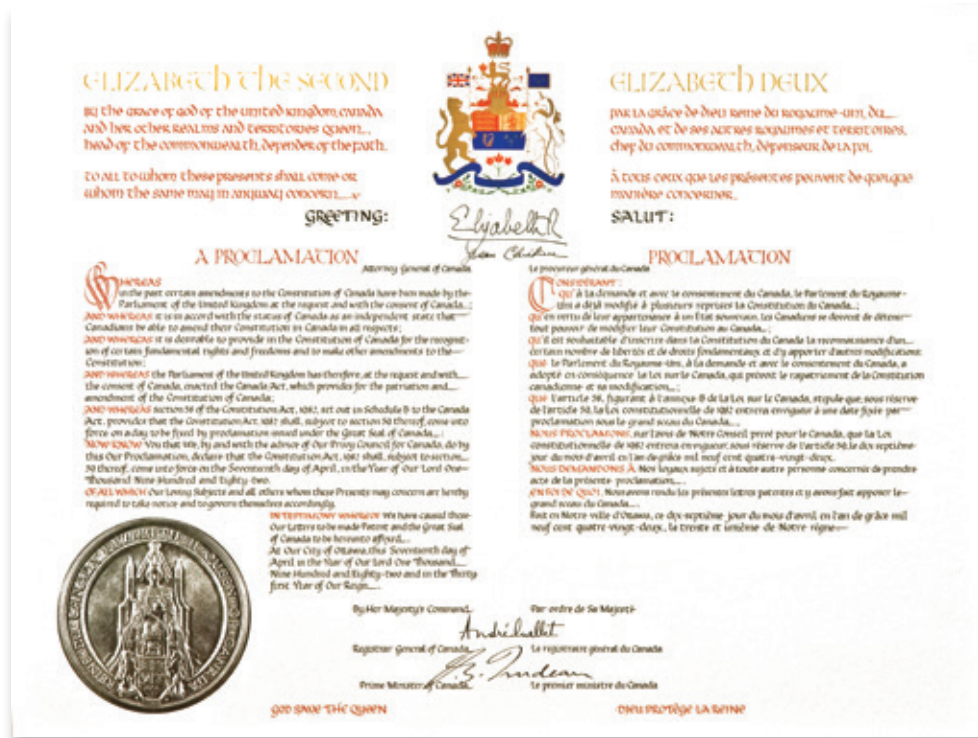 ELIZABETH THE SECOND
BY THE GRACE OF GOD OF THE UNITED KINGDOM, CANADA
AND HER OTHER REALMS AND TERRITORIES QUEEN,
HEAD OF THE COMMONWEALTH, DEFENDER OF THE FAITH.
TO ALL TO WHOM THESE PRESENTS SHALL COME OR
WHOM THE SAME MAY IN ANYWAY CONCERN,
GREETING:
ELIZABETH DEUX
PAR LA GRÂCE DE DIEU REINE DU ROYAUME-UNI, DU
CANADA ET DE SES AUTRES ROYAUMES ET TERRITOIRES,
CHEF DU COMMONWEALTH, DÉFENSEUR DE LA FOI.
À TOUS CEUX QUE LES PRÉSENTES PEUVENT DE QUELQUE
MANIÈRE CONCERNER,
SALUT:
Elizabeth R
Jean Chrétien
A PROCLAMATION
Attorney General of Canada
WHEREAS
in the past certain amendments to the Constitution of Canada have been made by the
Parliament of the United Kingdom at the request and with the consent of Canada;
AND WHEREAS it is in accord with the status of Canada as an independent state that
Canadians be able to amend their Constitution in Canada in all respects;
AND WHEREAS it is desirable to provide in the Constitution of Canada for the recognit-
ion of certain fundamental rights and freedoms and to make other amendments to the
Constitution;
AND WHEREAS the Parliament of the United Kingdom has therefore, at the request and with
the consent of Canada, enacted the Canada Act, which provides for the patriation and
amendment of the Constitution of Canada;
AND WHEREAS section 58 of the Constitution Act, 1982, set out in Schedule B to the Canada
Act, provides that the Constitution Act, 1982 shall, subject to section 59 thereof, come into
force on a day to be fixed by proclamation issued under the Great Seal of Canada,;
NOW KNOW You that We, by and with the advice of Our Privy Council for Canada, do by
this Our Proclamation, declare that the Constitution Act, 1982 shall, subject to section
59 thereof, come into force on the Seventeenth day of April, in the Year of Our Lord One
Thousand Nine Hundred and Eighty-two.
OF ALL WHICH Our Loving Subjects and all others whom these Presents may concern are hereby
required to take notice and to govern themselves accordingly.
IN TESTIMONY WHEREOF We have caused these
Our Letters to be made Patent and the Great Seal
of Canada to be hereunto affixed,
At Our City of Ottawa, this Seventeenth day of
April in the Year of Our Lord One Thousand
Nine Hundred and Eighty-two and in the Thirty
first Year of Our Reign.
PROCLAMATION
Le procureur général du Canada
CONSIDÉRANT:
qu'à la demande et avec le consentement du Canada, le Parlement du Royaume-
Uni a déjà modifié à plusieurs reprises la Constitution du Canada,;
qu'en vertu de leur appartenance à un État souverain, les Canadiens se doivent de détenir
tout pouvoir de modifier leur Constitution au Canada,;
qu'il est souhaitable d'inscrire dans la Constitution du Canada la reconnaissance d'un
certain nombre de libertés et de droits fondamentaux et d'y apporter d'autres modifications:
que le Parlement du Royaume-Uni, à la demande et avec le consentement du Canada, a
adopté en conséquence la Loi sur le Canada, qui prévoit le rapatriement de la Constitution
canadienne et sa modification,;
que l'article 58, figurant à l'annexe B de la Loi sur le Canada, stipule que, sous réserve
de l'article 59, la Loi constitutionnelle de 1982 entrera en vigueur à une date fixée par
proclamation sous le grand sceau du Canada,
NOUS PROCLAMONS, sur l'avis de Notre Conseil privé pour le Canada, que la Loi
constitutionnelle de 1982 entrera en vigueur, sous réserve de l'article 59, le dix-septième
jour du mois d'avril en l'an de grâce mil neuf cent quatre-vingt-deux.
NOUS DEMANDONS À Nos loyaux sujets et à toute autre personne concernée de prendre
acte de la présente proclamation,
EN FOI DE QUOI, Nous avons rendu les présentes lettres patentes et y avons fait apposer le
grand sceau du Canada,
Fait en Notre ville d'Ottawa, ce dix-septième jour du mois d'avril en l'an de grâce mil
neuf cent quatre-vingt-deux, le trente et unième de Notre règne
By Her Majesty's Command
Par ordre de Sa Majesté
André Ouellet
Registrar General of Canada
Le registraire général du Canada
P. E. Trudeau
Prime Minister of Canada
Le premier ministre du Canada
GOD SAVE THE QUEEN
DIEU PROTÈGE LA REINE